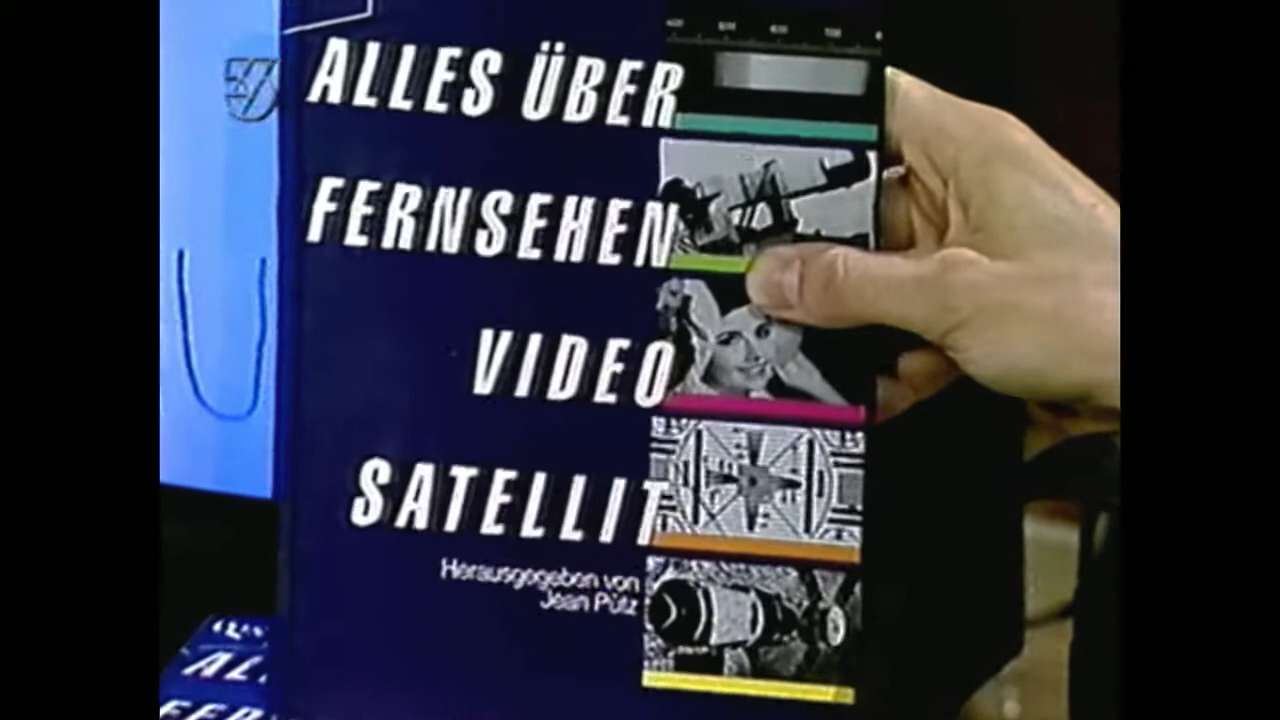 ALLES ÜBER
FERNSEHEN
VIDEO
SATELLIT
Herausgegeben von
Jean Pütz